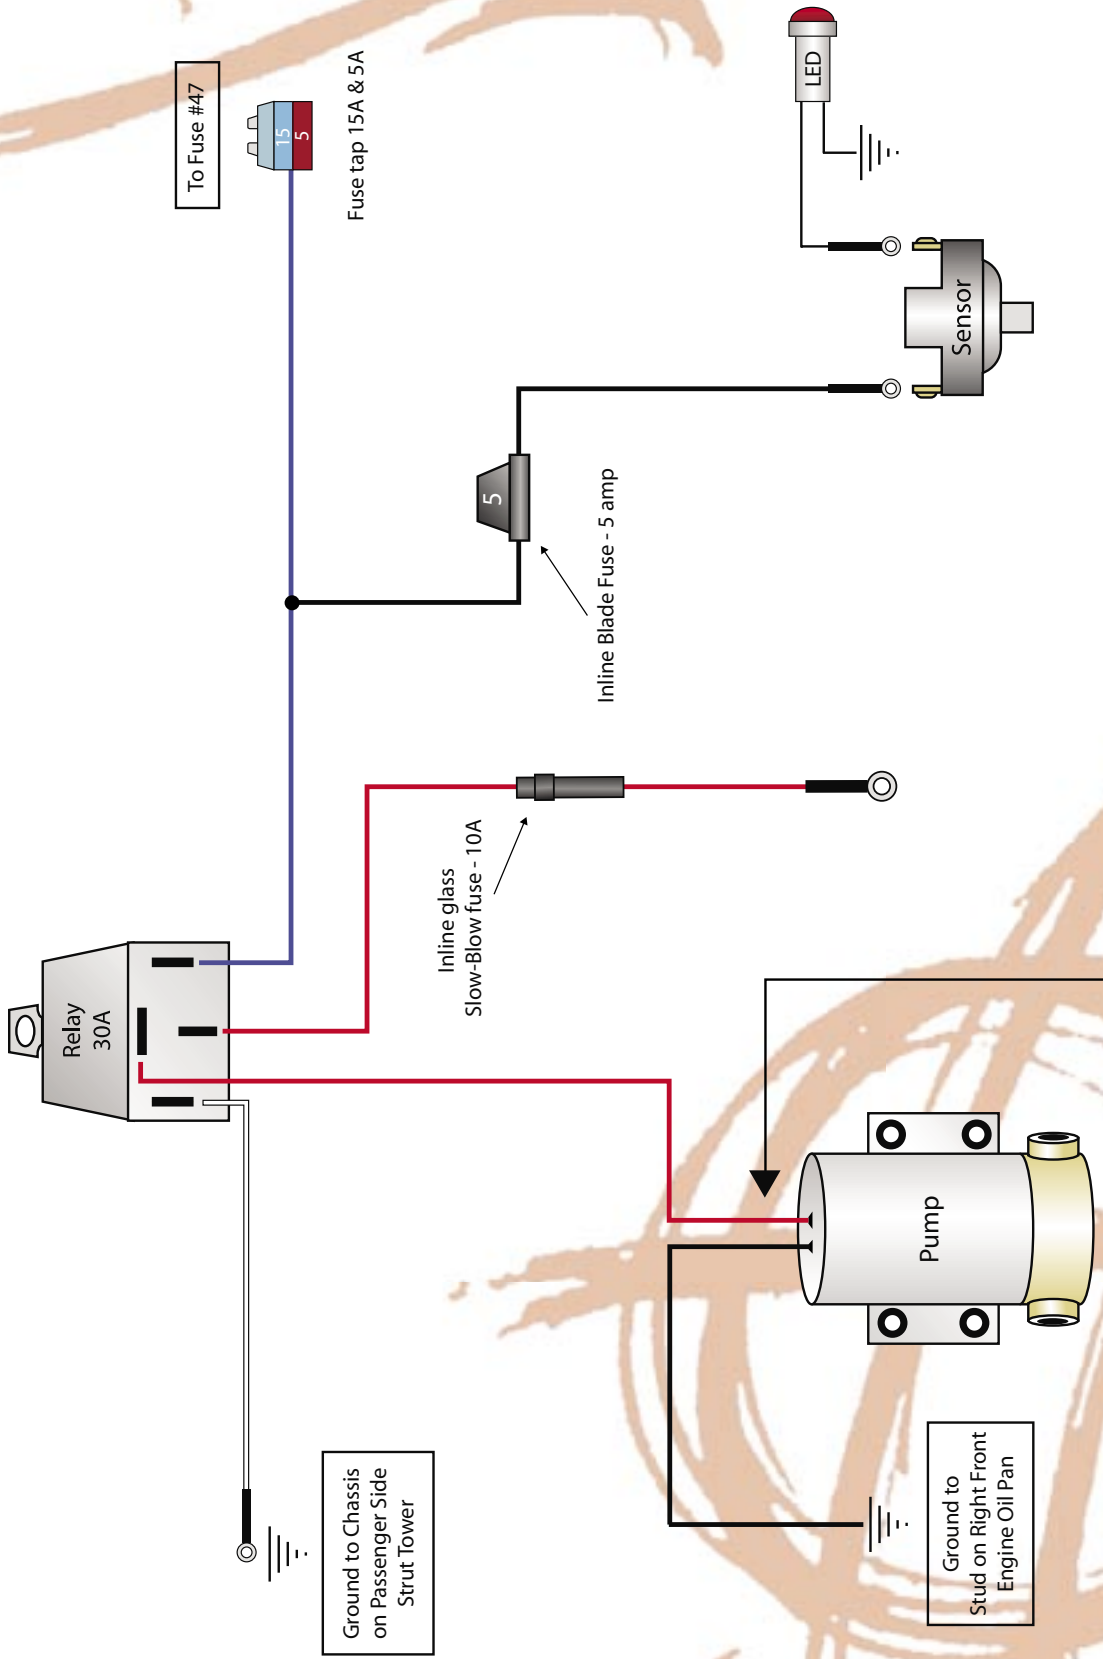 To Fuse #47
15
5
Fuse tap 15A & 5A
LED
Sensor
5
Inline Blade Fuse - 5 amp
Relay
30A
Inline glass
Slow-Blow fuse - 10A
Pump
Ground to Chassis
on Passenger Side
Strut Tower
Ground to
Stud on Right Front
Engine Oil Pan